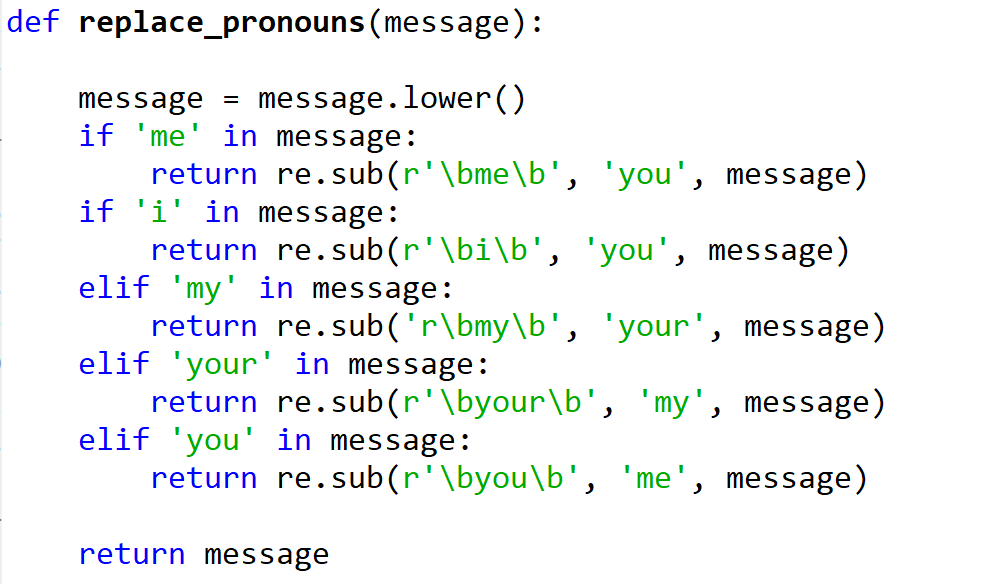 def replace_pronouns(message):
message = message.lower()
if 'me' in message:
return re.sub(r'\bme\b', 'you', message)
if 'i' in message:
return re.sub(r'\bi\b', 'you', message)
elif 'my' in message:
return re.sub('r\bmy\b', 'your', message)
elif 'your' in message:
return re.sub(r'\byour\b', 'my', message)
elif 'you' in message:
return re.sub(r'\byou\b', 'me', message)
return message